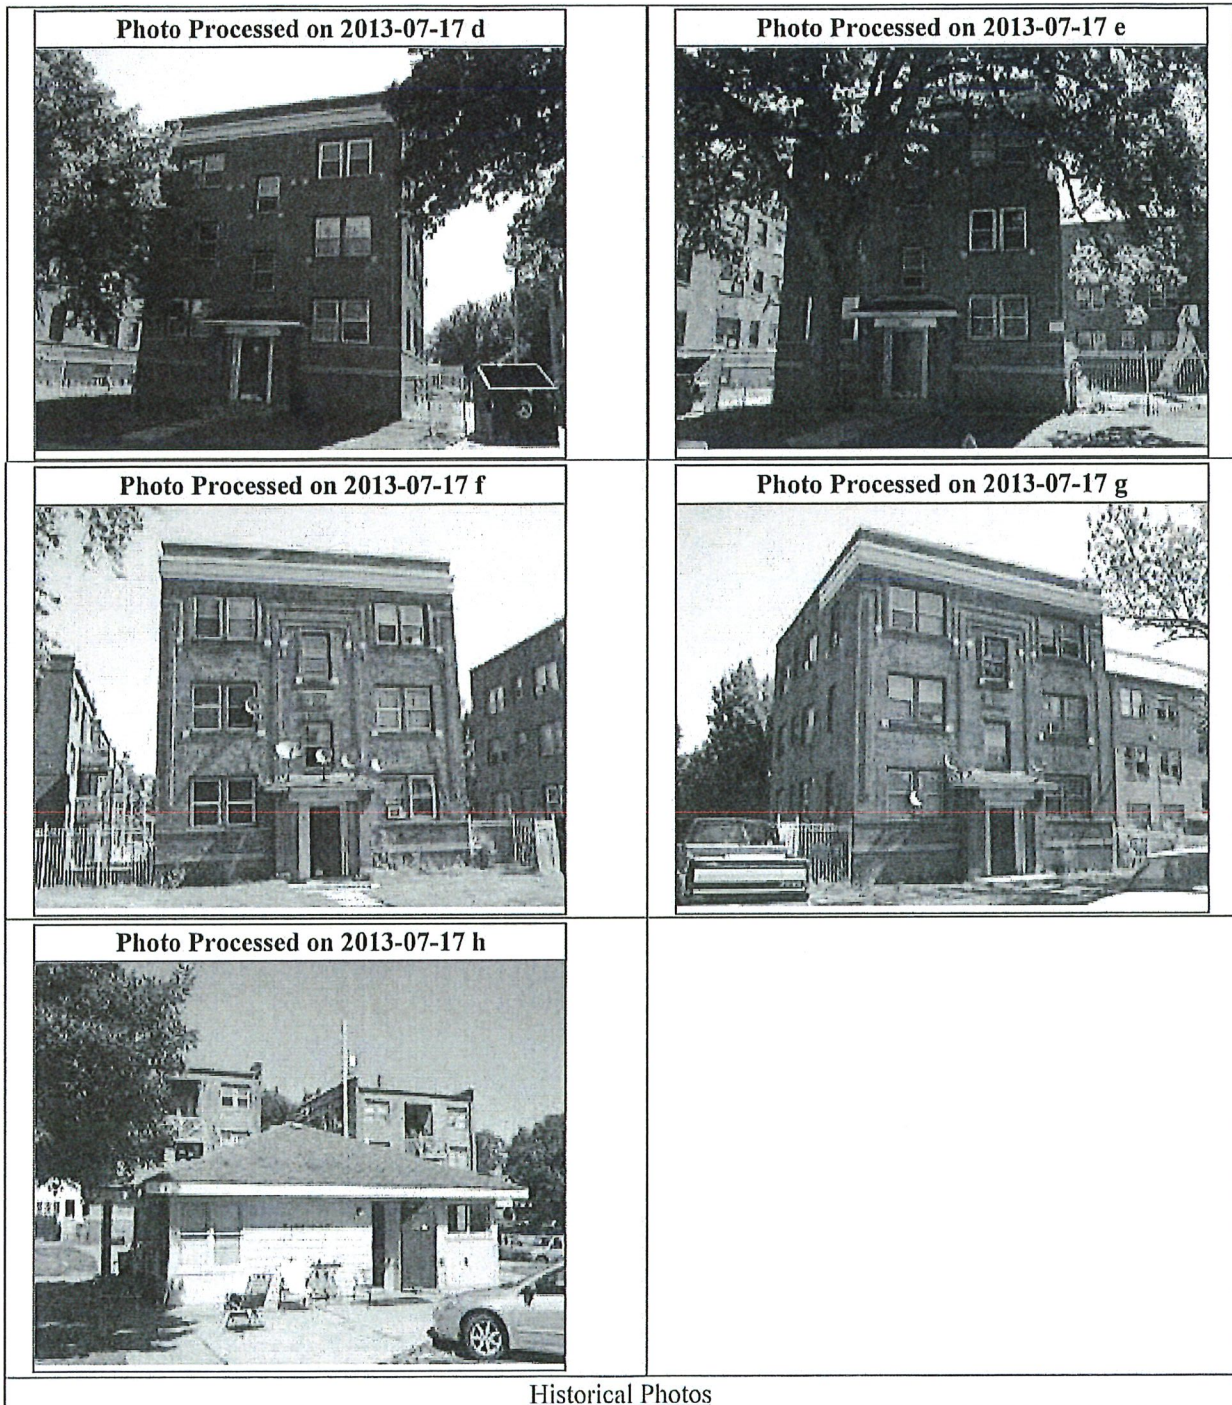 Photo Processed on 2013-07-17 d
Photo Processed on 2013-07-17 e
Photo Processed on 2013-07-17 f
Photo Processed on 2013-07-17 g
Photo Processed on 2013-07-17 h
Historical Photos